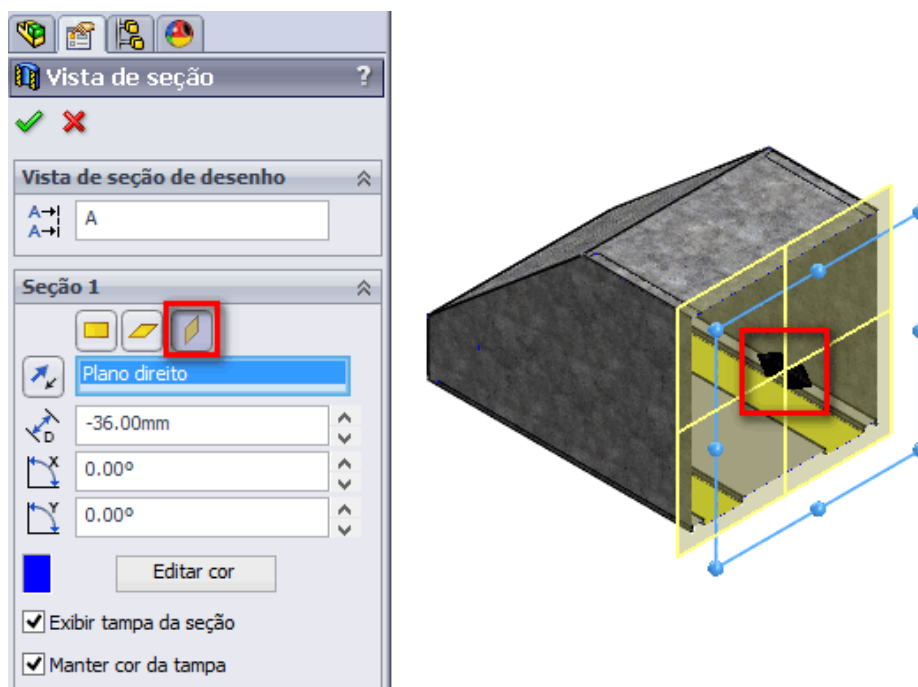 Vista de seção ?
Vista de seção de desenho
A
A
A
Seção 1
Plano direito
D
-36.00mm
X
0.00º
Y
0.00º
Editar cor
Exibir tampa da seção
Manter cor da tampa